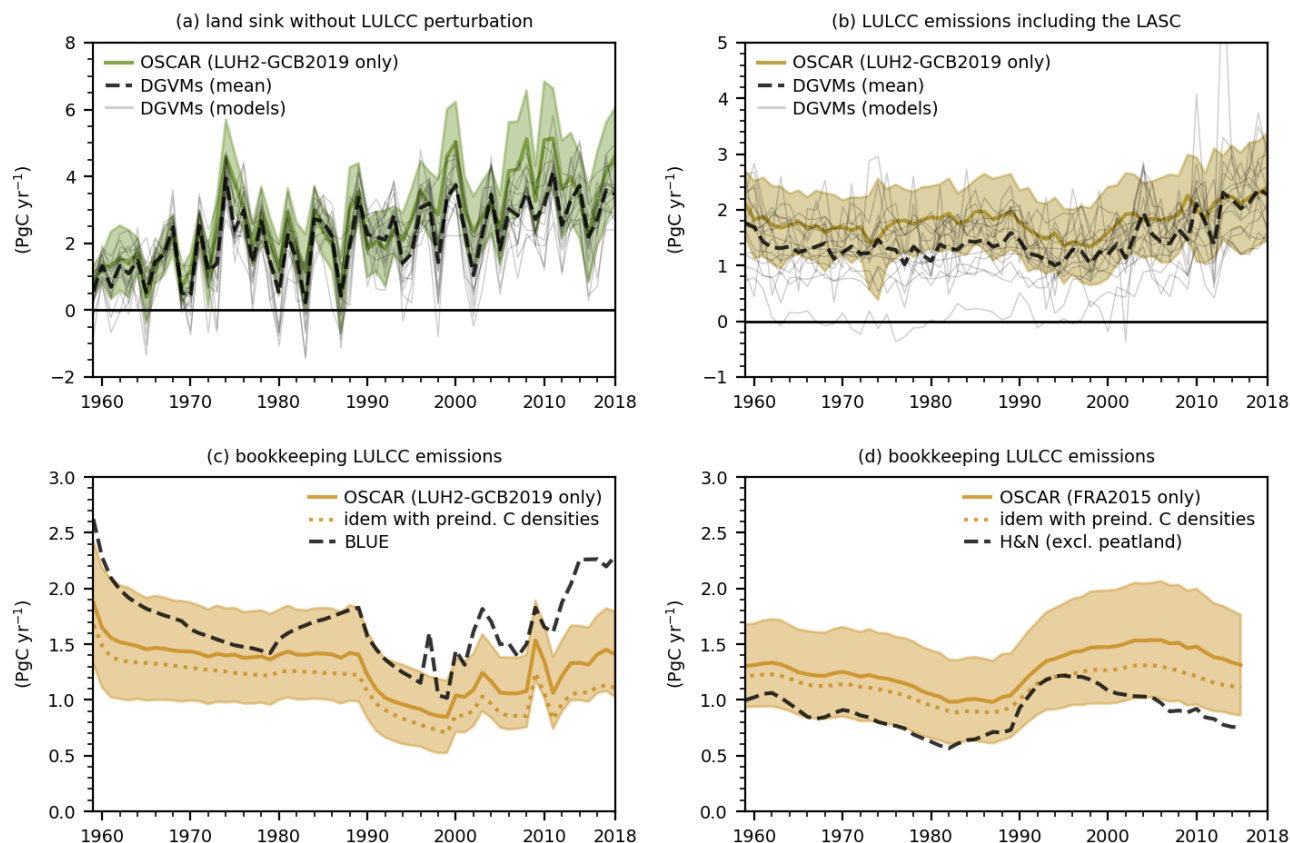 (a) land sink without LULCC perturbation
8
6
4
2
0
−2
(PgC yr⁻¹)
OSCAR (LUH2-GCB2019 only)
DGVMs (mean)
DGVMs (models)
1960 1970 1980 1990 2000 2010 2018
(b) LULCC emissions including the LASC
5
4
3
2
1
0
−1
(PgC yr⁻¹)
OSCAR (LUH2-GCB2019 only)
DGVMs (mean)
DGVMs (models)
1960 1970 1980 1990 2000 2010 2018
(c) bookkeeping LULCC emissions
3.0
2.5
2.0
1.5
1.0
0.5
0.0
(PgC yr⁻¹)
OSCAR (LUH2-GCB2019 only)
idem with preind. C densities
BLUE
1960 1970 1980 1990 2000 2010 2018
(d) bookkeeping LULCC emissions
3.0
2.5
2.0
1.5
1.0
0.5
0.0
(PgC yr⁻¹)
OSCAR (FRA2015 only)
idem with preind. C densities
H&N (excl. peatland)
1960 1970 1980 1990 2000 2010 2018